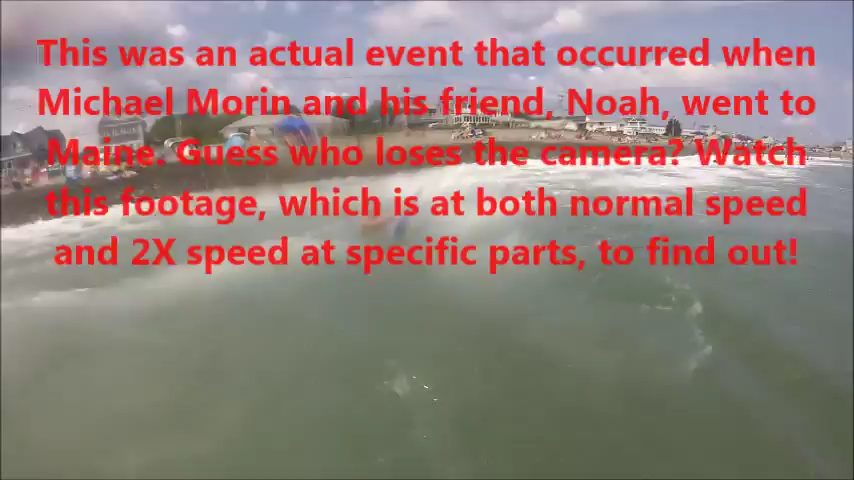 This was an actual event that occurred when
Michael Morin and his friend, Noah, went to
Maine. Guess who loses the camera? Watch
this footage, which is at both normal speed
and 2X speed at specific parts, to find out!